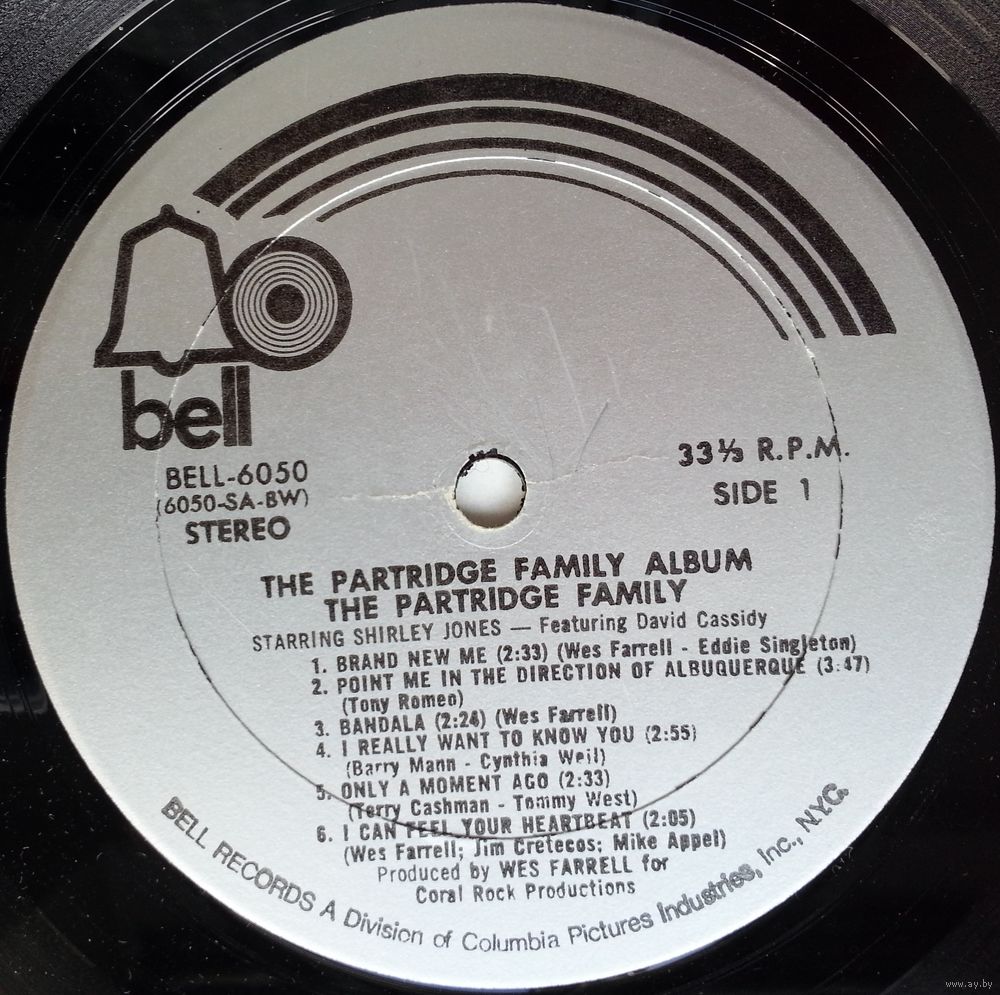 bell
BELL-6050
(6050-SA-BW)
STEREO
33⅓ R.P.M.
SIDE 1
THE PARTRIDGE FAMILY ALBUM
THE PARTRIDGE FAMILY
STARRING SHIRLEY JONES — Featuring David Cassidy
1. BRAND NEW ME (2:33) (Wes Farrell - Eddie Singleton)
2. POINT ME IN THE DIRECTION OF ALBUQUERQUE (3:47)
(Tony Romeo)
3. BANDALA (2:24) (Wes Farrell)
4. I REALLY WANT TO KNOW YOU (2:55)
(Barry Mann - Cynthia Weil)
5. ONLY A MOMENT AGO (2:33)
(Terry Cashman - Tommy West)
6. I CAN FEEL YOUR HEARTBEAT (2:05)
(Wes Farrell; Jim Cretecos; Mike Appel)
Produced by WES FARRELL for
Coral Rock Productions
BELL RECORDS A Division of Columbia Pictures Industries, Inc., N.Y.C.
www.ay.by